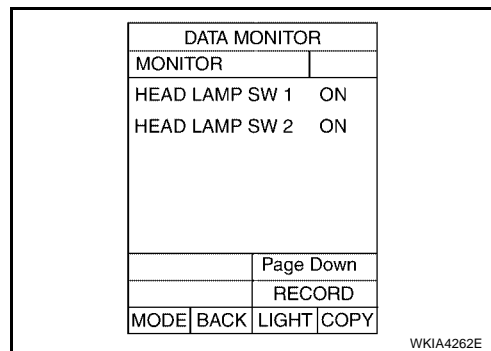 DATA MONITOR
MONITOR
HEAD LAMP SW 1 ON
HEAD LAMP SW 2 ON
Page Down
RECORD
MODE BACK LIGHT COPY
WKIA4262E